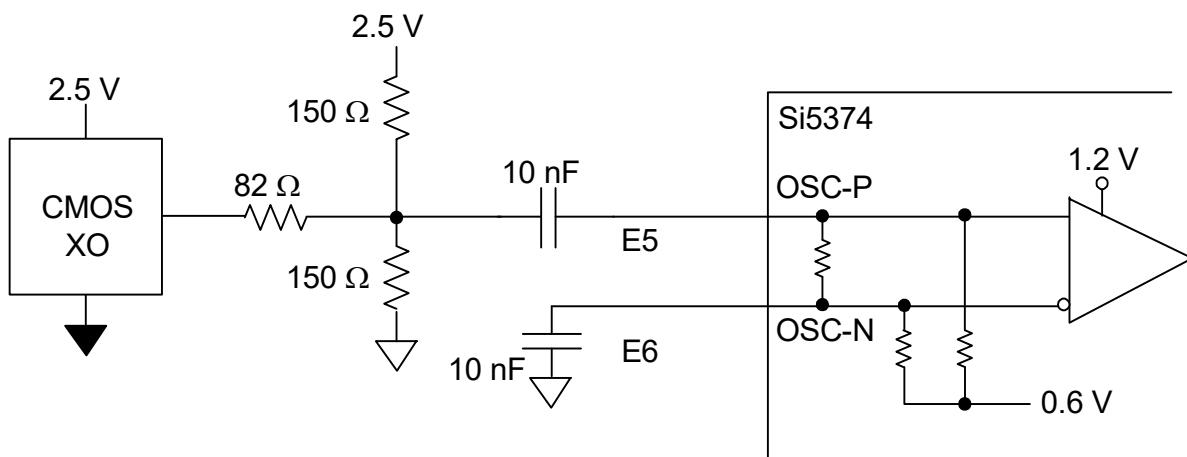 2.5 V
2.5 V
150 Ω
Si5374
1.2 V
10 nF
OSC-P
82 Ω
CMOS
XO
E5
150 Ω
OSC-N
E6
10 nF
0.6 V